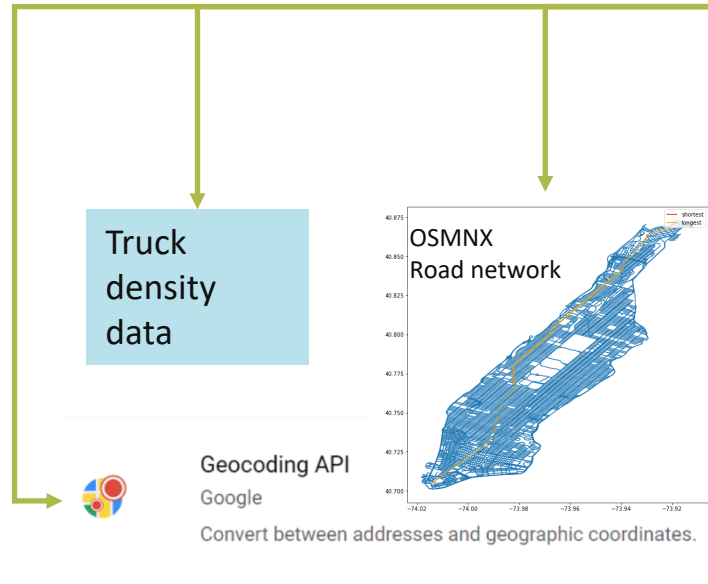 Truck
density
data
OSMNX
Road network
shortest
longest
40.875
40.850
40.825
40.800
40.775
40.750
40.725
40.700
−74.02
−74.00
−73.98
−73.96
−73.94
−73.92
Geocoding API
Google
Convert between addresses and geographic coordinates.